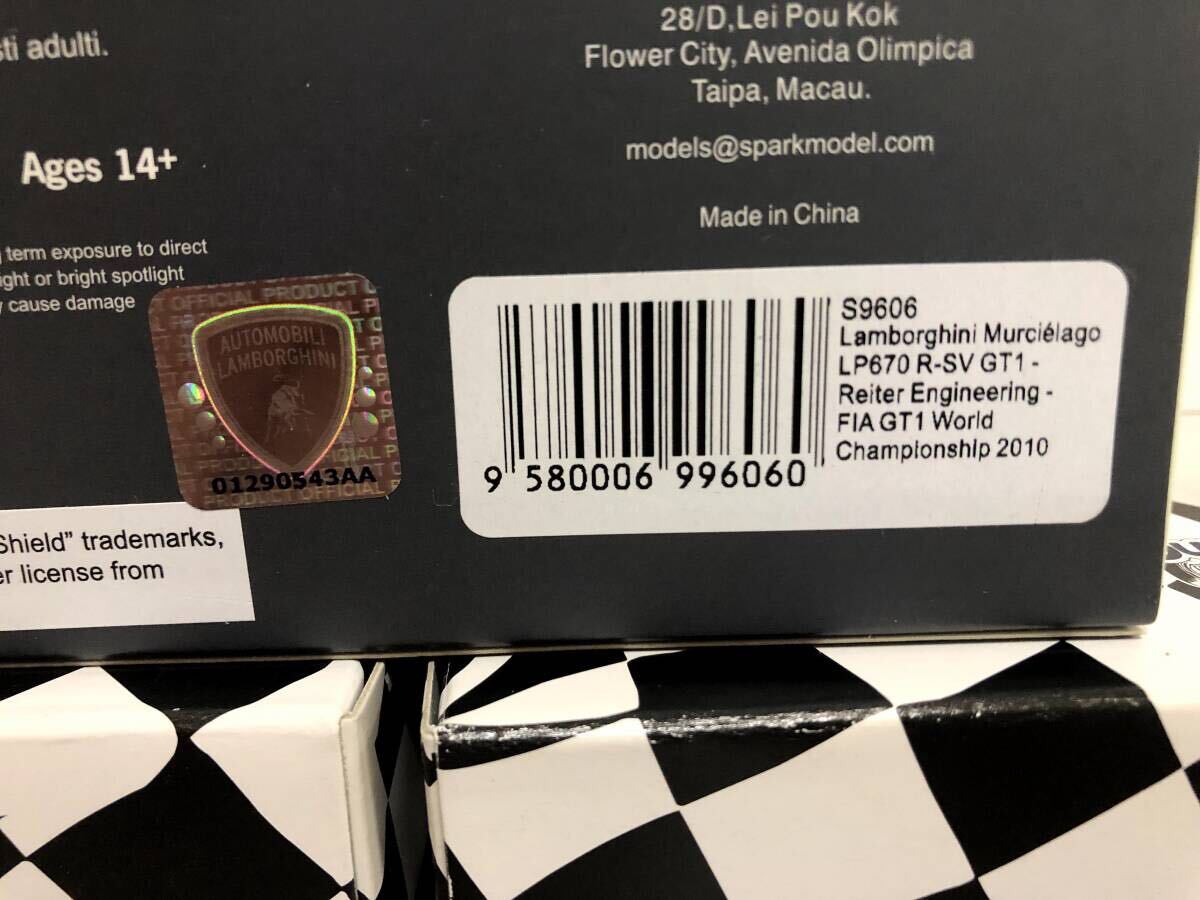 sti adulti.
Ages 14+
term exposure to direct
ight or bright spotlight
cause damage
28/D,Lei Pou Kok
Flower City, Avenida Olimpica
Taipa, Macau.
models@sparkmodel.com
Made in China
OFFICIAL PRODUCT
AUTOMOBILI
LAMBORGHINI
01290543AA
S9606
Lamborghini Murciélago
LP670 R-SV GT1 -
Reiter Engineering -
FIA GT1 World
Championship 2010
9 580006 996060
Shield” trademarks,
er license from